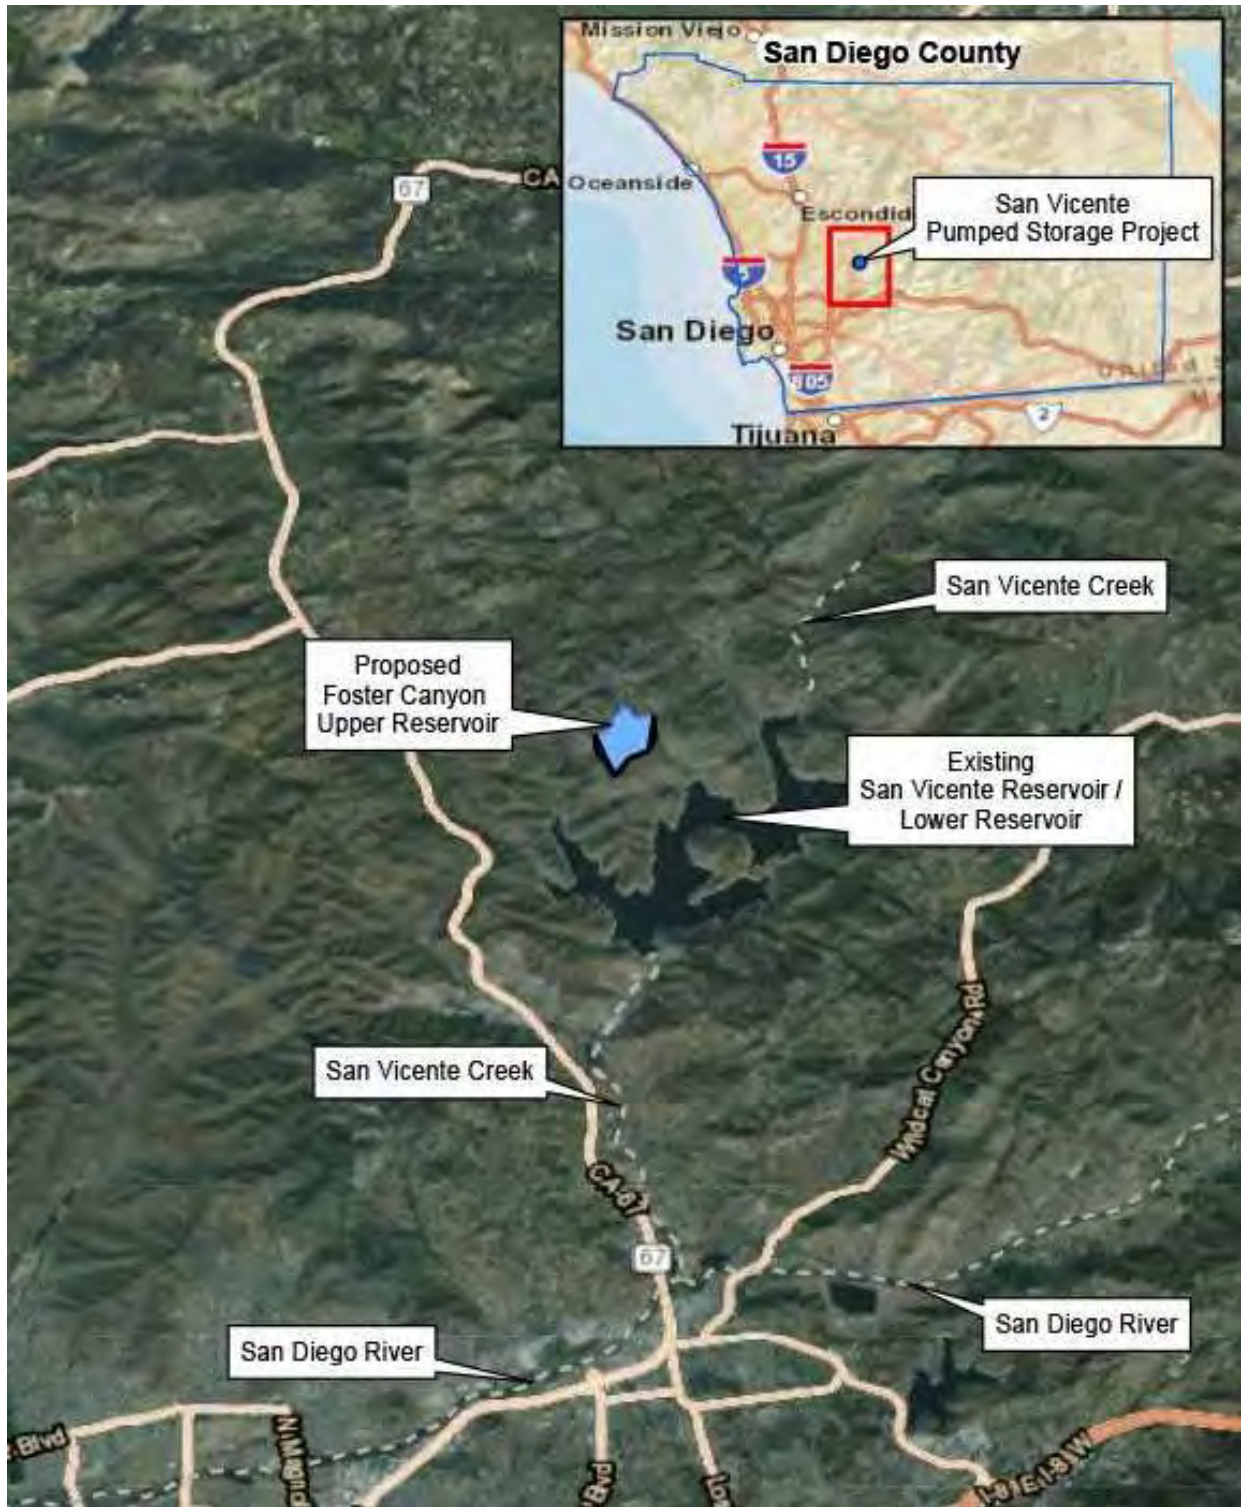 Mission Viejo
San Diego County
67
CA
15
Oceanside
Escondid
San Vicente
Pumped Storage Project
5
San Diego
805
United S
Tijuana
2
San Vicente Creek
Proposed
Foster Canyon
Upper Reservoir
Existing
San Vicente Reservoir /
Lower Reservoir
Wildcat Canyon Rd
San Vicente Creek
CA-67
67
San Diego River
San Diego River
Blvd
N Magno
Blvd
I-8 W